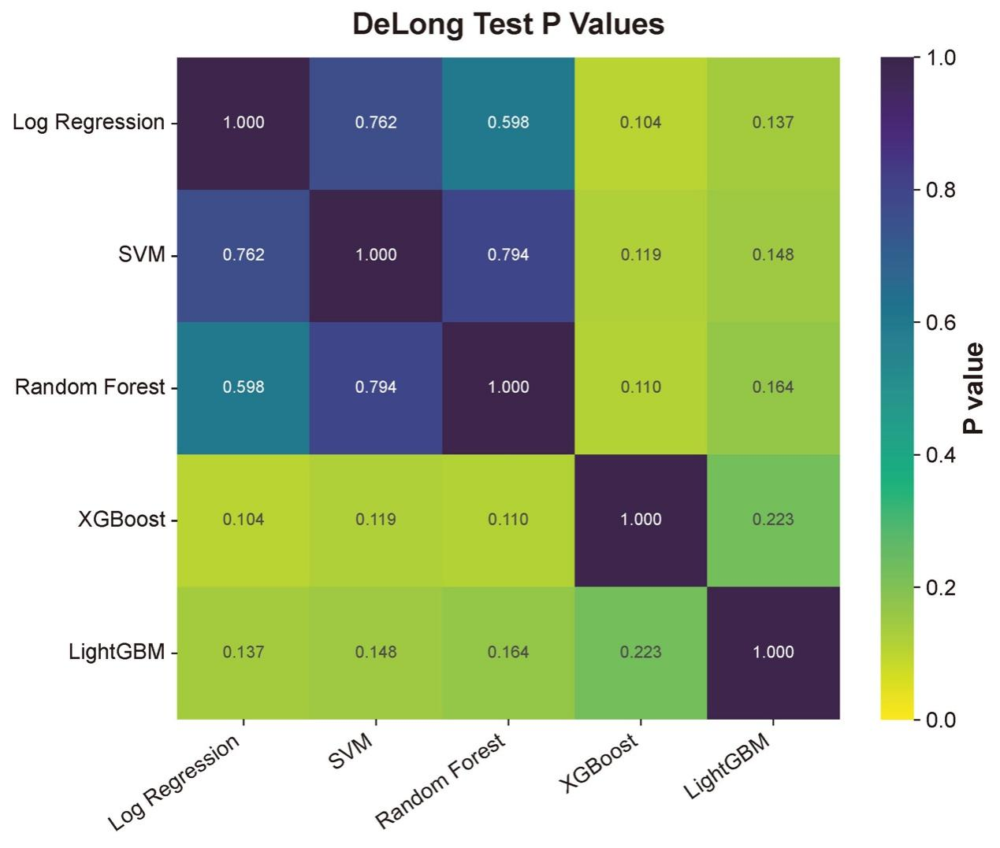 DeLong Test P Values
Log Regression 1.000 0.762 0.598 0.104 0.137
SVM 0.762 1.000 0.794 0.119 0.148
Random Forest 0.598 0.794 1.000 0.110 0.164
XGBoost 0.104 0.119 0.110 1.000 0.223
LightGBM 0.137 0.148 0.164 0.223 1.000
Log Regression SVM Random Forest XGBoost LightGBM
1.0
0.8
0.6
0.4
0.2
0.0
P value